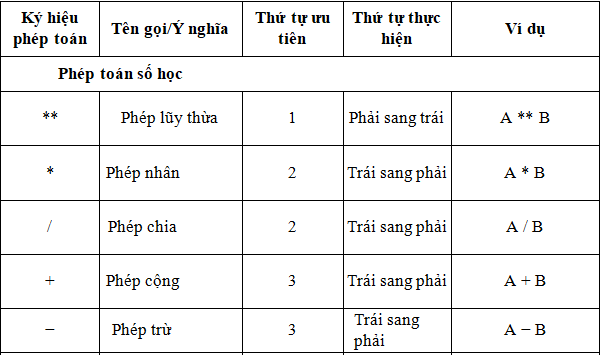 Ký hiệu phép toán Tên gọi/Ý nghĩa Thứ tự ưu tiên Thứ tự thực hiện Ví dụ
Phép toán số học
** Phép lũy thừa 1 Phải sang trái A ** B
* Phép nhân 2 Trái sang phải A * B
/ Phép chia 2 Trái sang phải A / B
+ Phép cộng 3 Trái sang phải A + B
− Phép trừ 3 Trái sang phải A − B